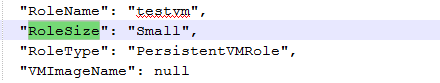 "RoleName": "testvm",
"RoleSize": "Small",
"RoleType": "PersistentVMRole",
"VMImageName": null